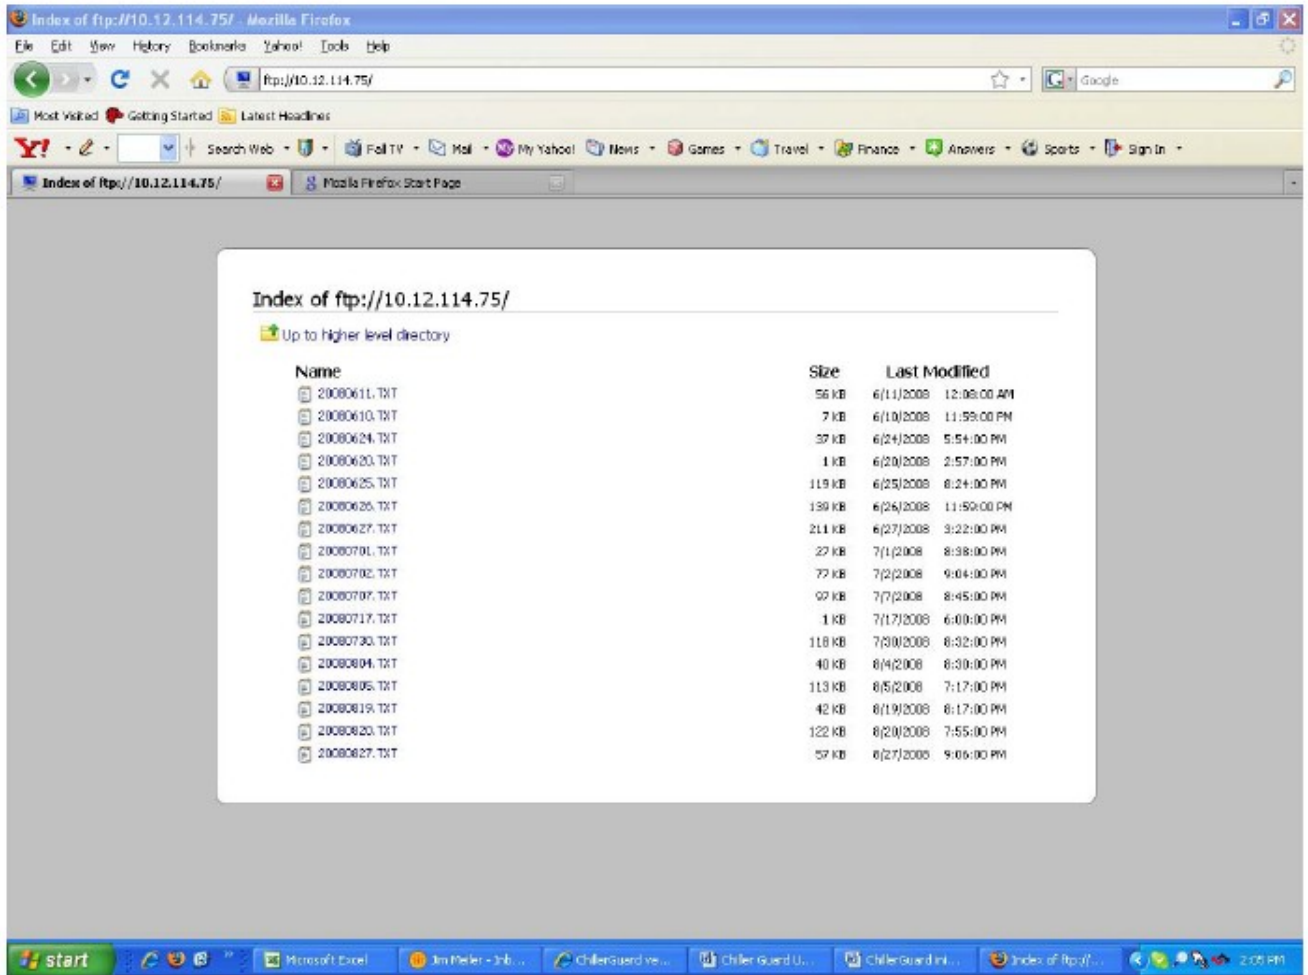 Index of ftp://10.12.114.75/ - Mozilla Firefox
File Edit View History Bookmarks Yahoo! Tools Help
ftp://10.12.114.75/ Google
Most Visited Getting Started Latest Headlines
Y! Search Web Fall TV Mail My Yahoo! News Games Travel Finance Answers Sports Sign In
Index of ftp://10.12.114.75/ Mozilla Firefox Start Page
Index of ftp://10.12.114.75/
Up to higher level directory
Name Size Last Modified
20080611.TXT 56 KB 6/11/2008 12:08:00 AM
20080610.TXT 7 KB 6/10/2008 11:59:00 PM
20080624.TXT 37 KB 6/24/2008 5:54:00 PM
20080620.TXT 1 KB 6/20/2008 2:57:00 PM
20080625.TXT 119 KB 6/25/2008 8:24:00 PM
20080626.TXT 139 KB 6/26/2008 11:59:00 PM
20080627.TXT 211 KB 6/27/2008 3:22:00 PM
20080701.TXT 27 KB 7/1/2008 8:38:00 PM
20080702.TXT 77 KB 7/2/2008 9:04:00 PM
20080707.TXT 97 KB 7/7/2008 8:45:00 PM
20080717.TXT 1 KB 7/17/2008 6:00:00 PM
20080730.TXT 118 KB 7/30/2008 8:32:00 PM
20080804.TXT 40 KB 8/4/2008 8:30:00 PM
20080805.TXT 113 KB 8/5/2008 7:17:00 PM
20080819.TXT 42 KB 8/19/2008 8:17:00 PM
20080820.TXT 122 KB 8/20/2008 7:55:00 PM
20080827.TXT 57 KB 8/27/2008 9:06:00 PM
start Microsoft Excel Jim Meiler - Inb... ChillerGuard ve... Chiller Guard U... ChillerGuard ini... Index of ftp://... 2:05 PM